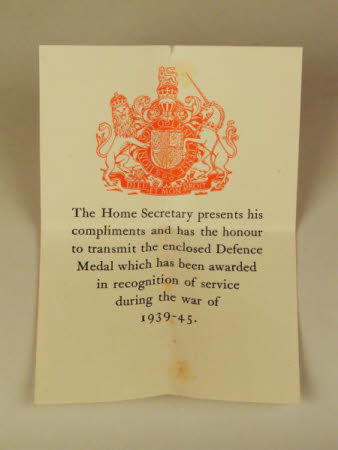 DIEU ET MON DROIT
The Home Secretary presents his
compliments and has the honour
to transmit the enclosed Defence
Medal which has been awarded
in recognition of service
during the war of
1939-45.